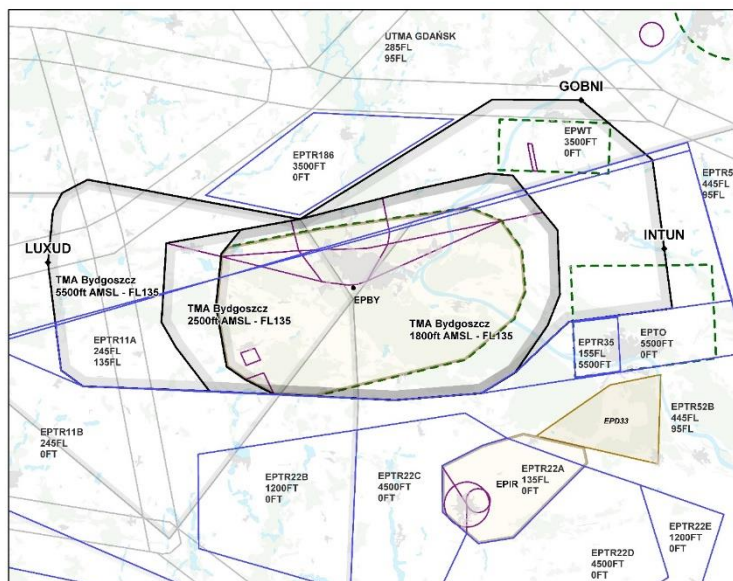 UTMA GDAŃSK
285FL
95FL
GOBNI
EPWT
3500FT
0FT
EPTR186
3500FT
0FT
EPTR5
445FL
95FL
LUXUD
INTUN
TMA Bydgoszcz
5500ft AMSL - FL135
TMA Bydgoszcz
2500ft AMSL - FL135
EPBY
TMA Bydgoszcz
1800ft AMSL - FL135
EPTR11A
245FL
135FL
EPTR35
155FL
5500FT
EPTO
5500FT
0FT
EPTR11B
245FL
0FT
EPD33
EPTR52B
445FL
95FL
EPTR22B
1200FT
0FT
EPTR22C
4500FT
0FT
EPIR
EPTR22A
135FL
0FT
EPTR22D
4500FT
0FT
EPTR22E
1200FT
0FT